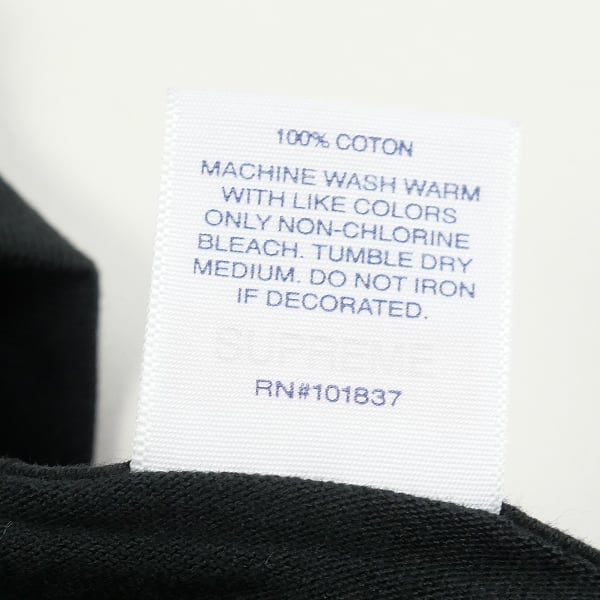 100% COTON
MACHINE WASH WARM
WITH LIKE COLORS
ONLY NON-CHLORINE
BLEACH. TUMBLE DRY
MEDIUM. DO NOT IRON
IF DECORATED.
SUPREME
RN#101837